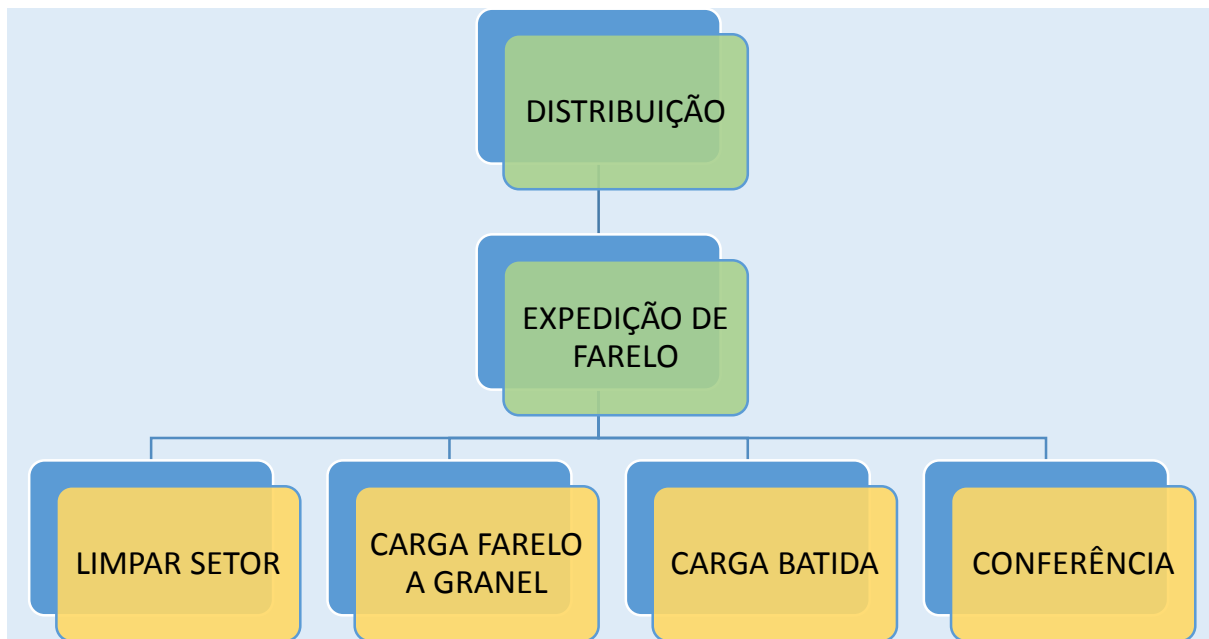 DISTRIBUIÇÃO
EXPEDIÇÃO DE
FARELO
LIMPAR SETOR
CARGA FARELO
A GRANEL
CARGA BATIDA
CONFERÊNCIA